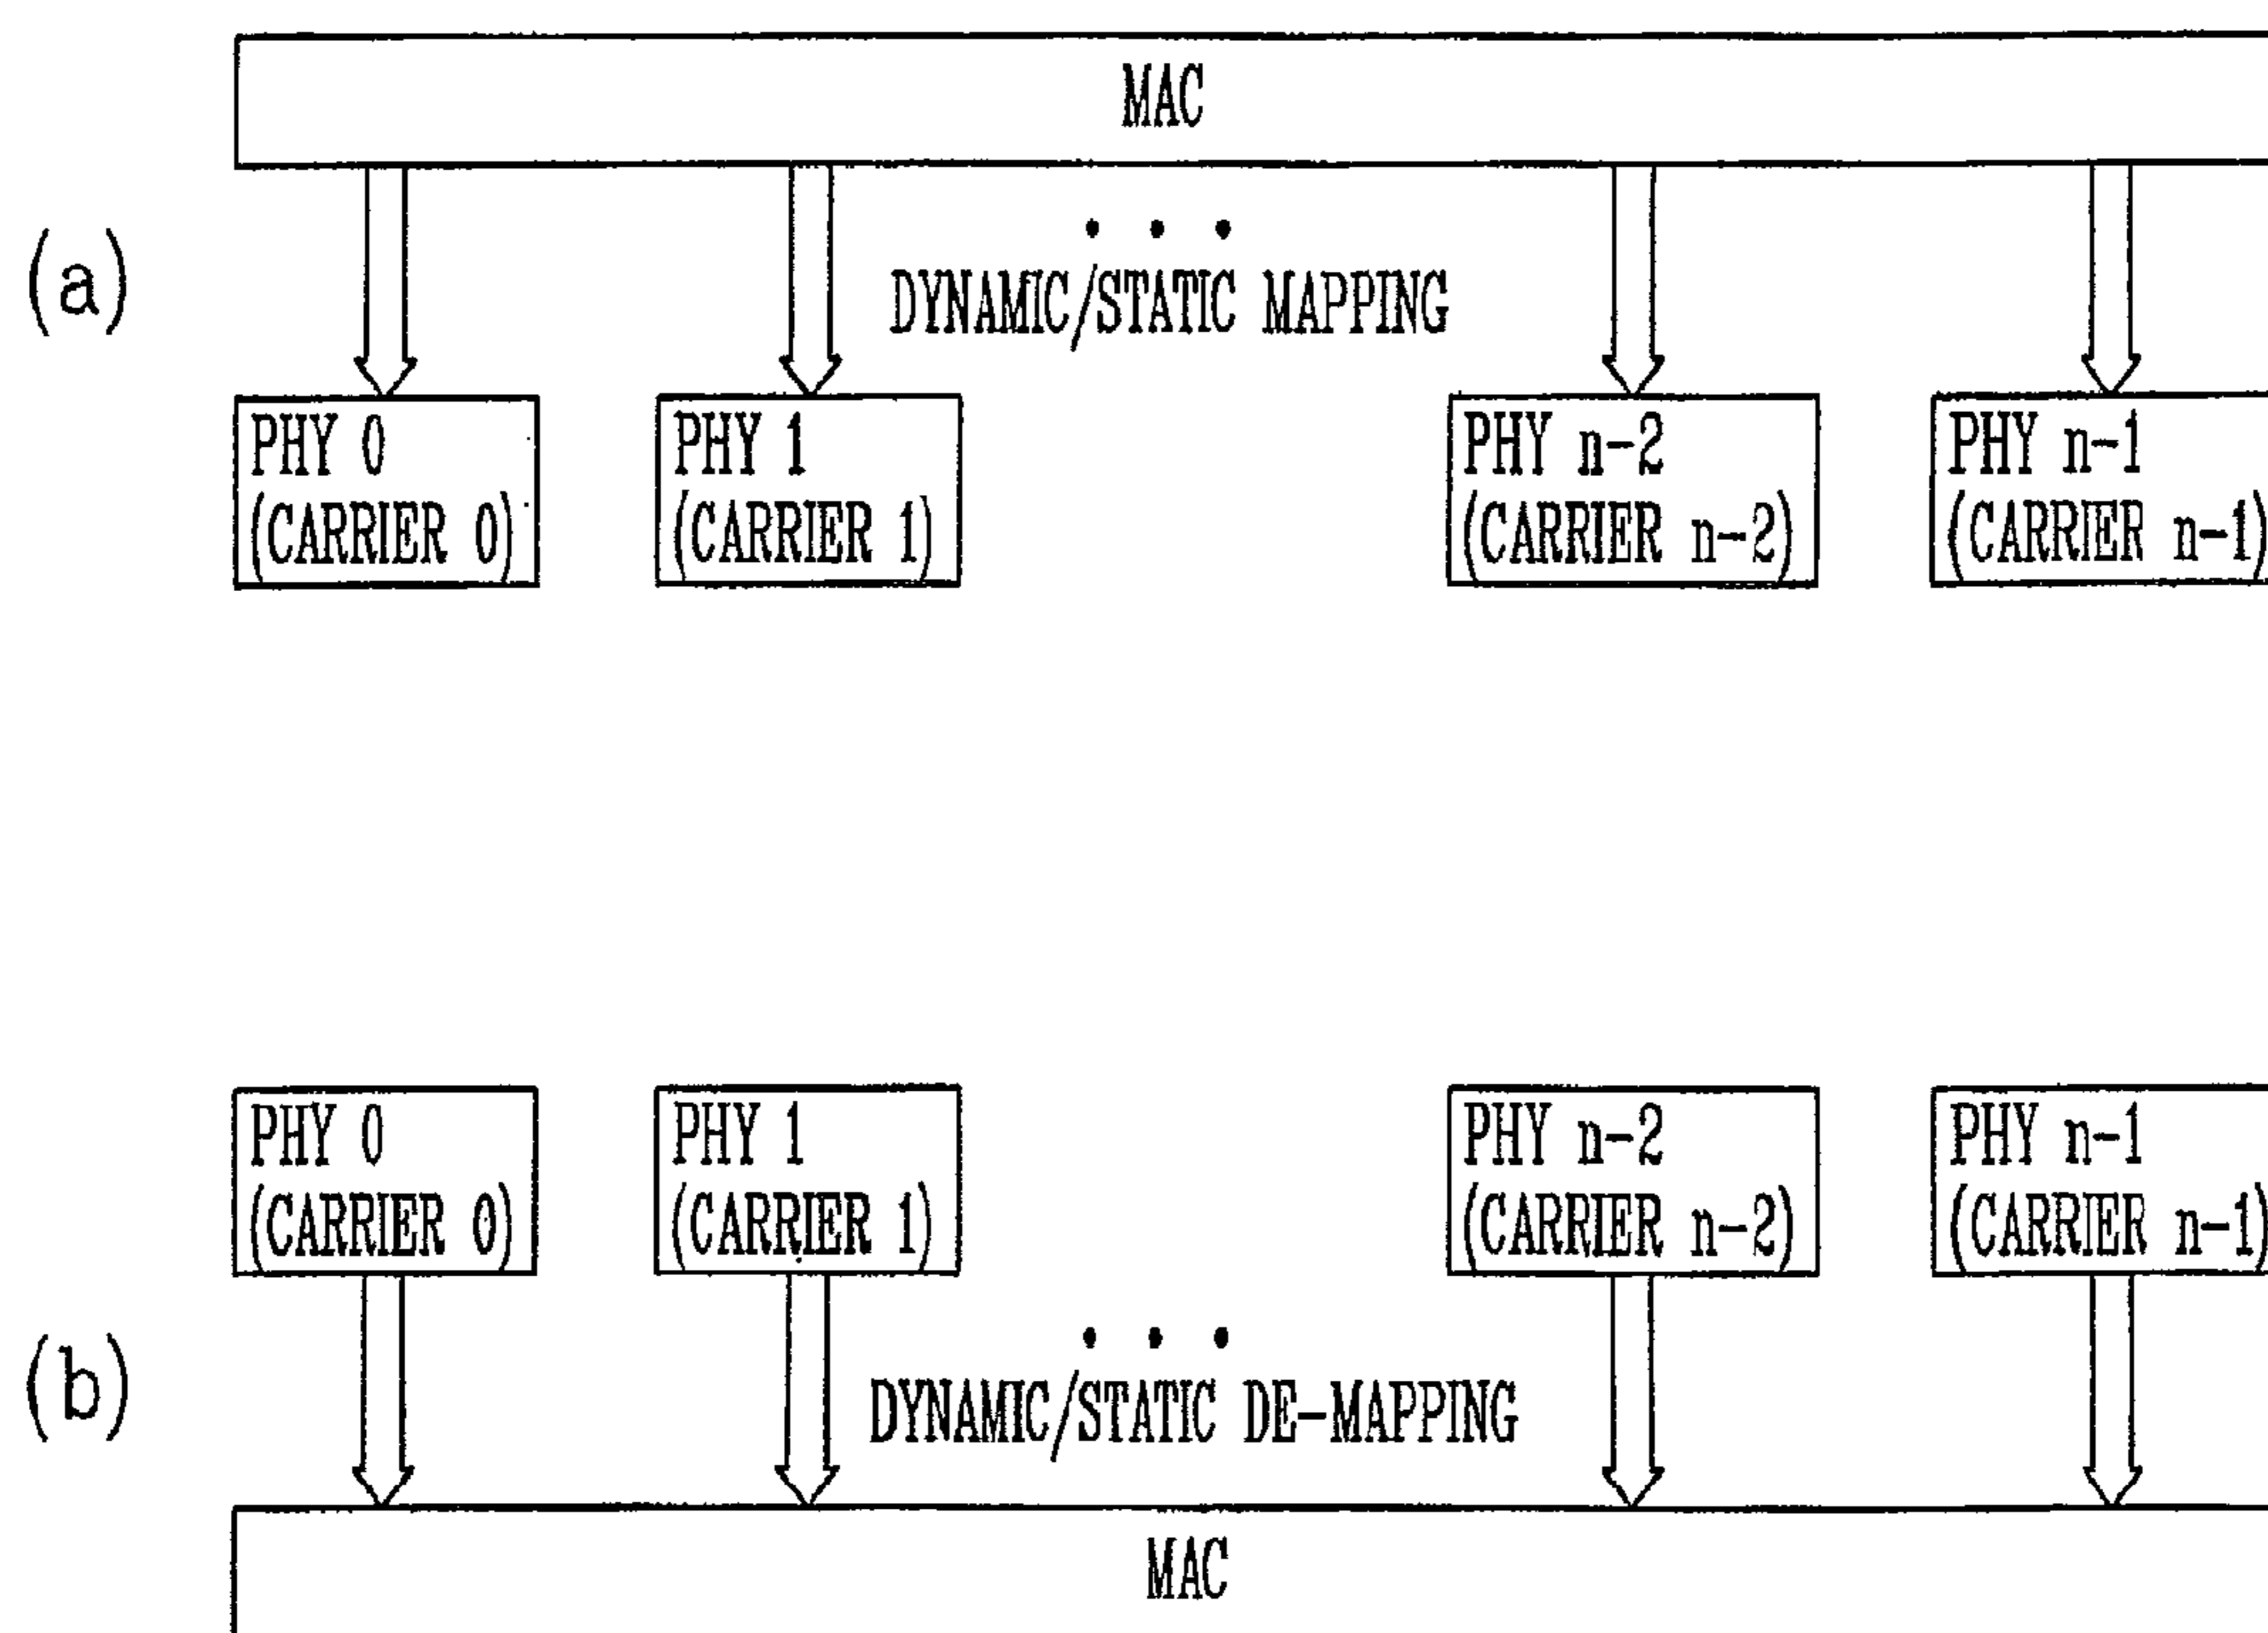 MAC
(a)
• • •
DYNAMIC/STATIC MAPPING
PHY 0
(CARRIER 0)
PHY 1
(CARRIER 1)
PHY n-2
(CARRIER n-2)
PHY n-1
(CARRIER n-1)
PHY 0
(CARRIER 0)
PHY 1
(CARRIER 1)
PHY n-2
(CARRIER n-2)
PHY n-1
(CARRIER n-1)
(b)
• • •
DYNAMIC/STATIC DE-MAPPING
MAC